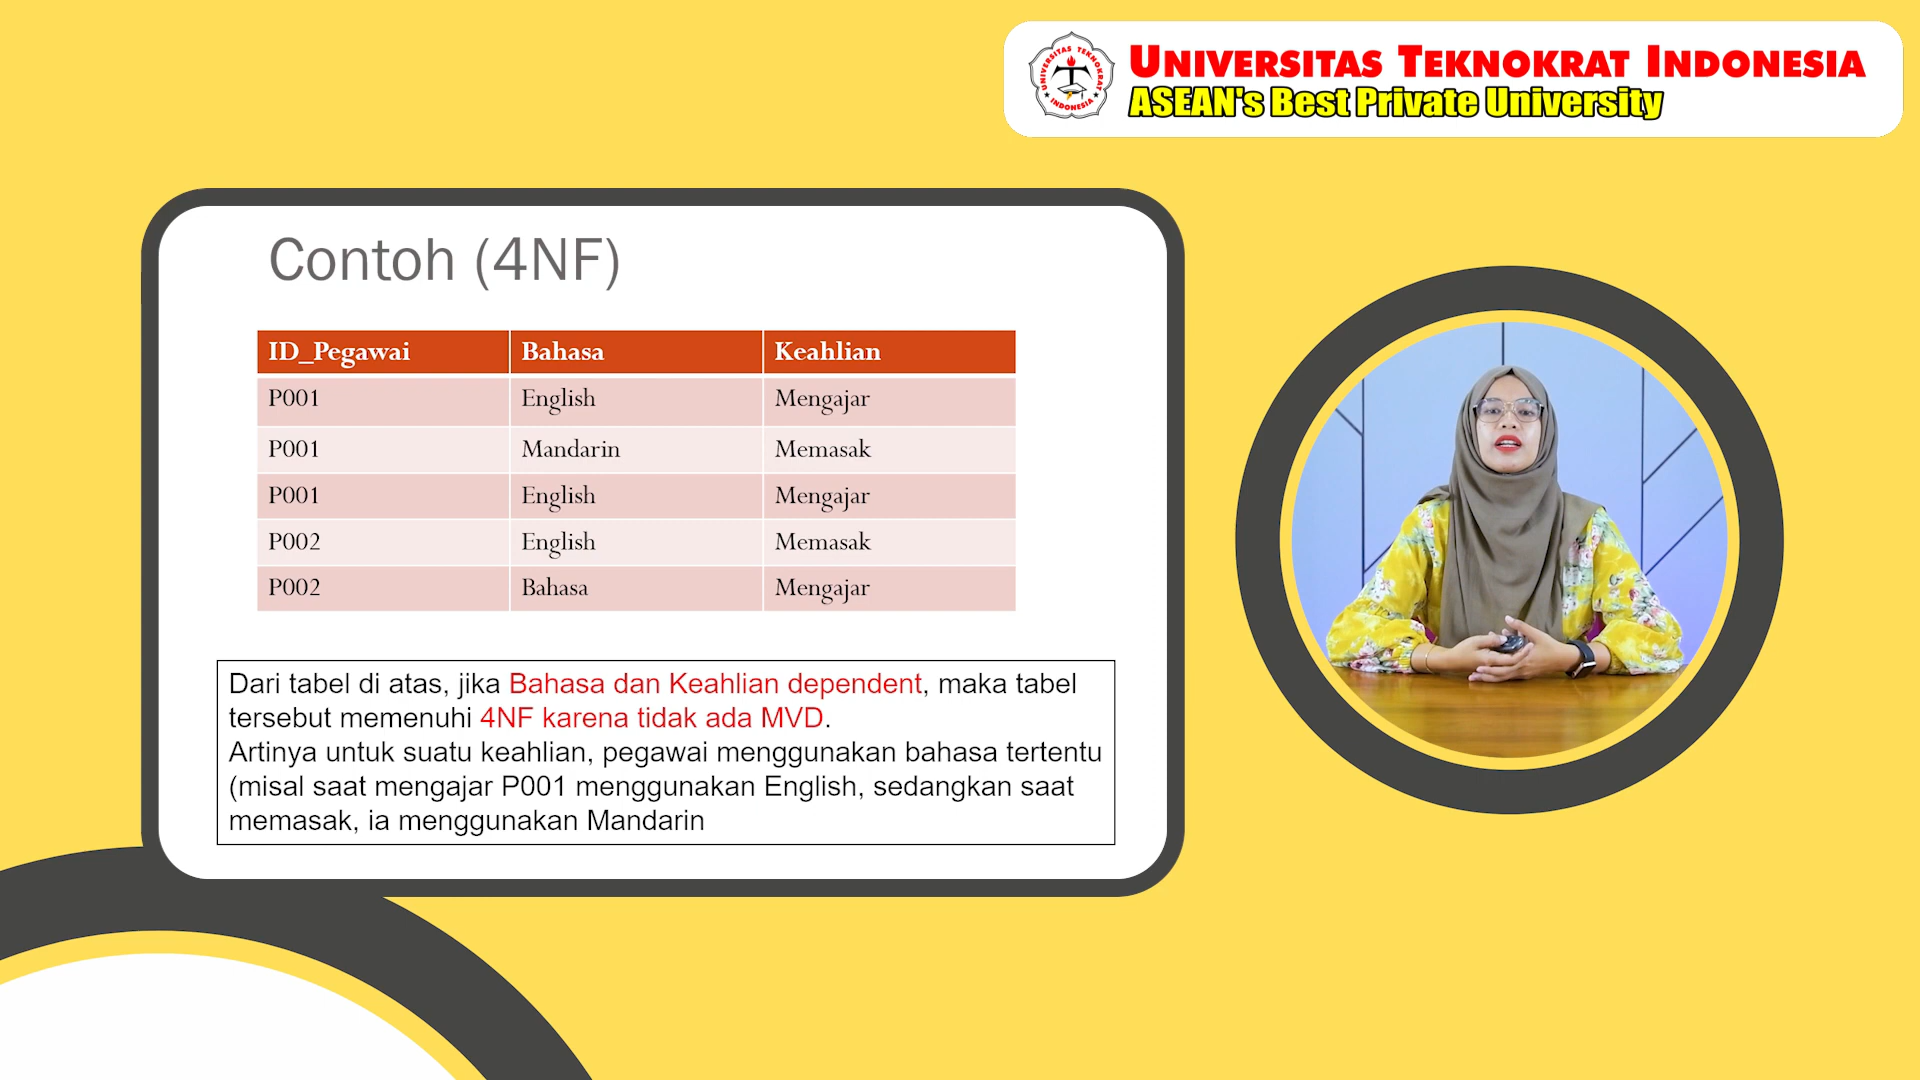 UNIVERSITAS TEKNOKRAT INDONESIA
ASEAN's Best Private University
UNIVERSITAS TEKNOKRAT
INDONESIA
Contoh (4NF)
ID_Pegawai Bahasa Keahlian
P001 English Mengajar
P001 Mandarin Memasak
P001 English Mengajar
P002 English Memasak
P002 Bahasa Mengajar
Dari tabel di atas, jika Bahasa dan Keahlian dependent, maka tabel
tersebut memenuhi 4NF karena tidak ada MVD.
Artinya untuk suatu keahlian, pegawai menggunakan bahasa tertentu
(misal saat mengajar P001 menggunakan English, sedangkan saat
memasak, ia menggunakan Mandarin